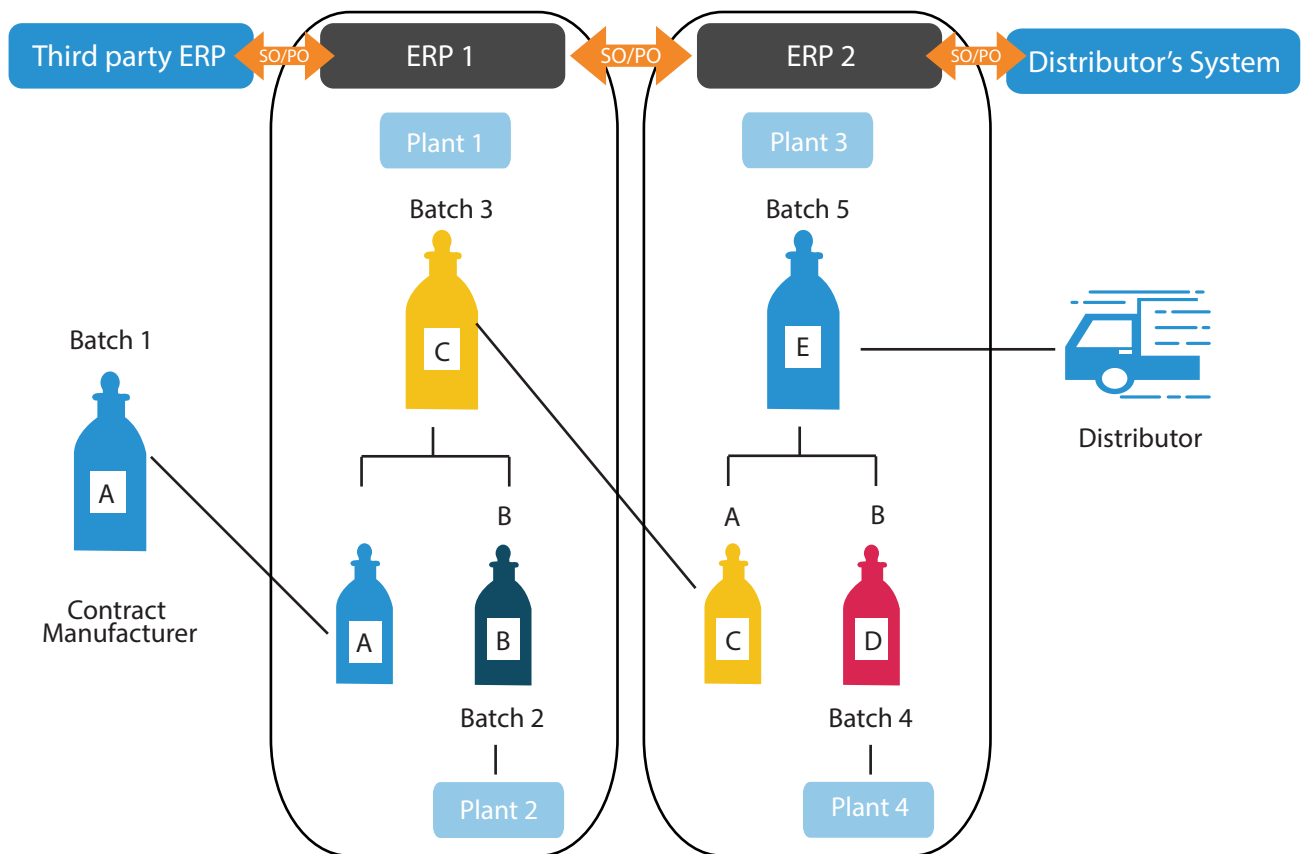 Third party ERP
SO/PO
ERP 1
SO/PO
ERP 2
SO/PO
Distributor's System
Plant 1
Plant 3
Batch 3
Batch 5
Batch 1
C
E
A
Distributor
B
A
B
Contract
Manufacturer
A
B
C
D
Batch 2
Batch 4
Plant 2
Plant 4